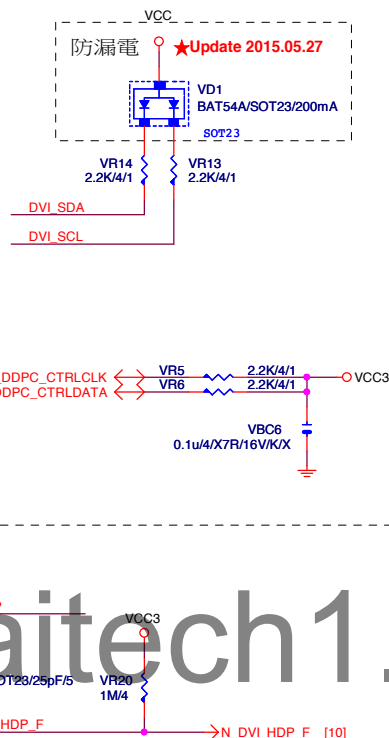 VCC
防漏電
★Update 2015.05.27
VD1
BAT54A/SOT23/200mA
SOT23
VR14
2.2K/4/1
VR13
2.2K/4/1
DVI_SDA
DVI_SCL
DDPC_CTRLCLK
DDPC_CTRLDATA
VR5
2.2K/4/1
VR6
2.2K/4/1
VCC3
VBC6
0.1u/4/X7R/16V/K/X
aitech1.
VCC3
OT23/25pF/5
VR20
1M/4
HDP_F
N_DVI_HDP_F [10]